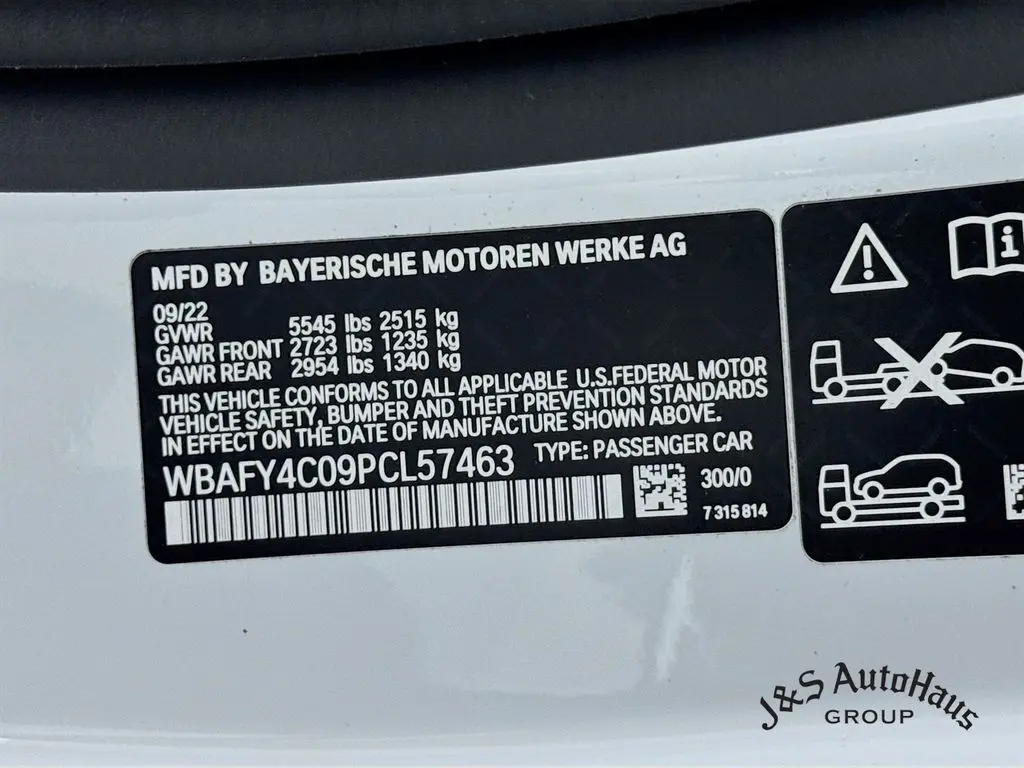 MFD BY BAYERISCHE MOTOREN WERKE AG
09/22
GVWR 5545 lbs 2515 kg
GAWR FRONT 2723 lbs 1235 kg
GAWR REAR 2954 lbs 1340 kg
THIS VEHICLE CONFORMS TO ALL APPLICABLE U.S.FEDERAL MOTOR
VEHICLE SAFETY, BUMPER AND THEFT PREVENTION STANDARDS
IN EFFECT ON THE DATE OF MANUFACTURE SHOWN ABOVE.
WBAFY4C09PCL57463 TYPE: PASSENGER CAR
300/0
7 315 814
J&S AutoHaus
GROUP